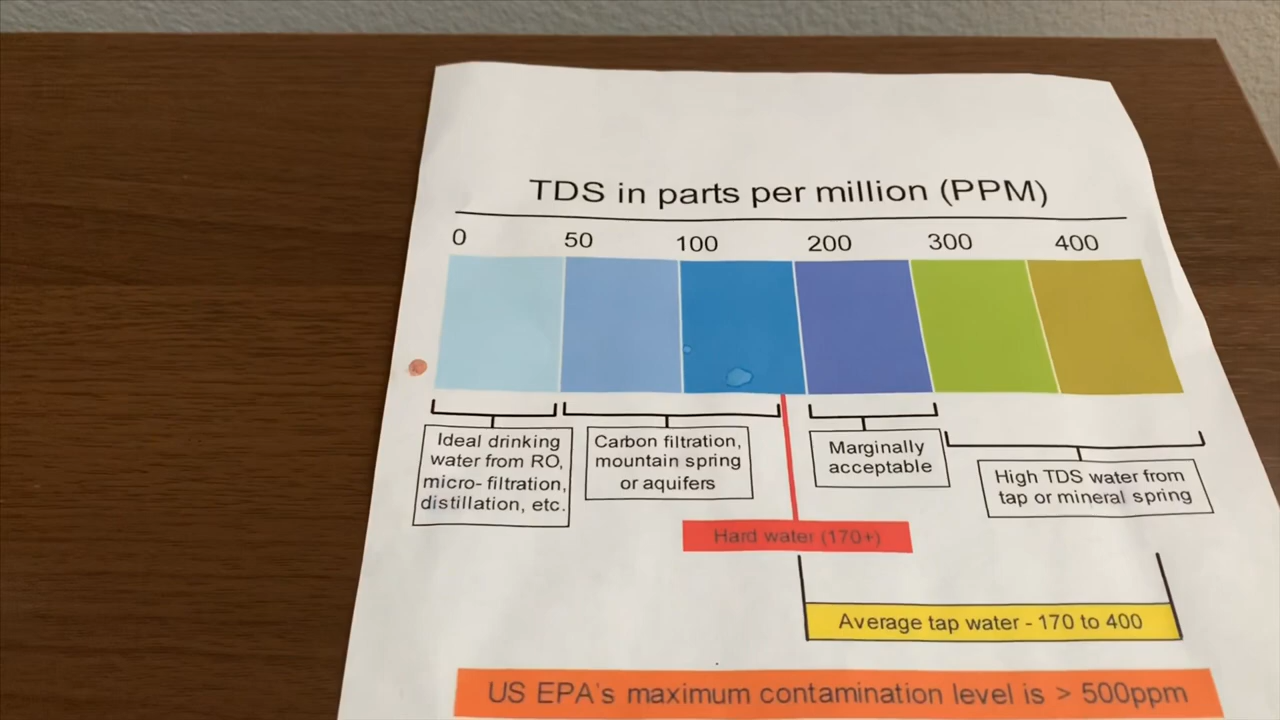 TDS in parts per million (PPM)
0 50 100 200 300 400
Ideal drinking
water from RO,
micro- filtration,
distillation, etc.
Carbon filtration,
mountain spring
or aquifers
Marginally
acceptable
High TDS water from
tap or mineral spring
Hard water (170+)
Average tap water - 170 to 400
US EPA's maximum contamination level is > 500ppm